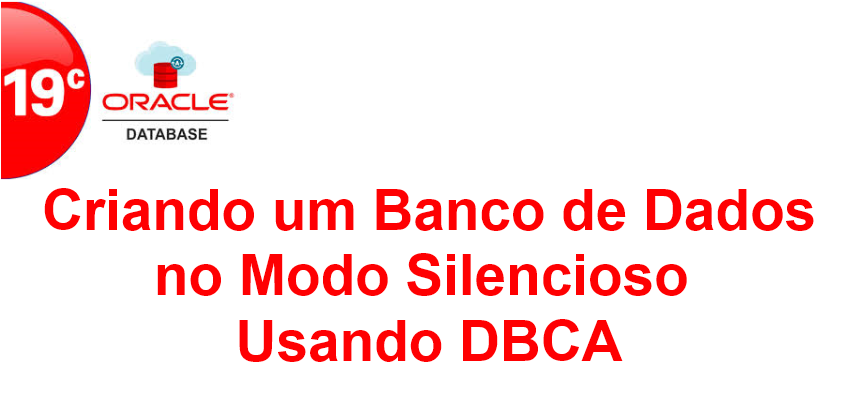 19c
ORACLE®
DATABASE
Criando um Banco de Dados
no Modo Silencioso
Usando DBCA